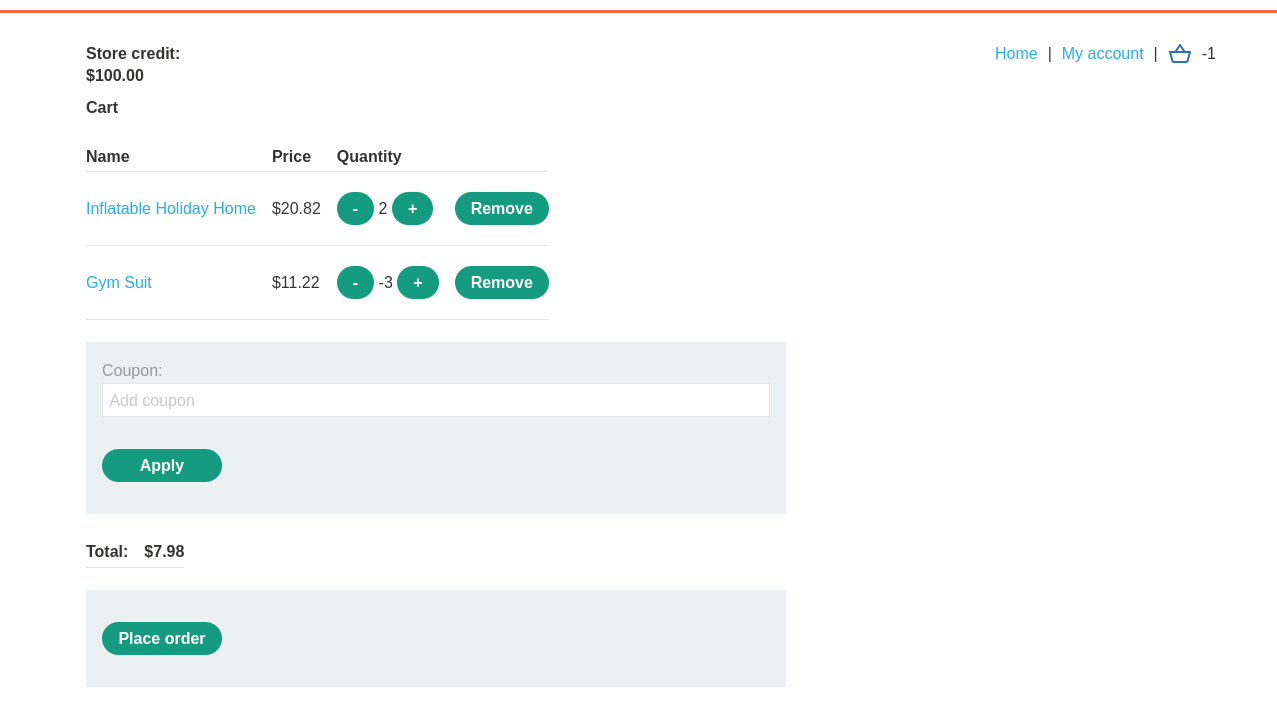 Store credit:
$100.00
Home | My account | -1
Cart
Name Price Quantity
Inflatable Holiday Home $20.82 - 2 + Remove
Gym Suit $11.22 - -3 + Remove
Coupon:
Add coupon
Apply
Total: $7.98
Place order